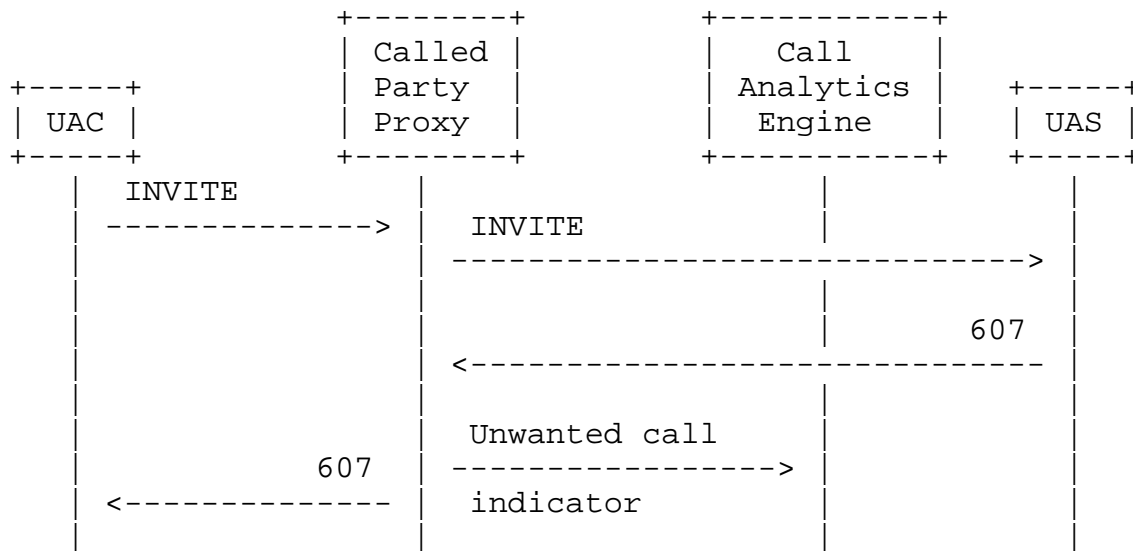 Called
Call
Party
Analytics
UAC
Proxy
Engine
UAS
INVITE
INVITE
607
Unwanted call
607
indicator